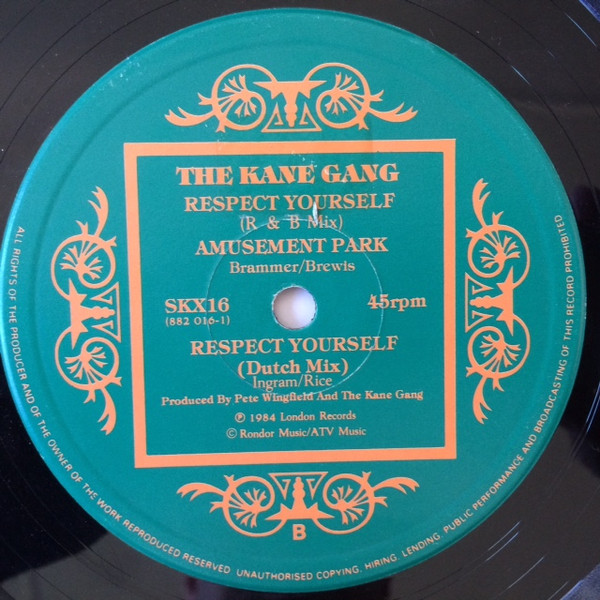 THE KANE GANG
RESPECT YOURSELF
(R & B Mix)
AMUSEMENT PARK
Brammer/Brewis
SKX16 45rpm
(882 016-1)
RESPECT YOURSELF
(Dutch Mix)
Ingram/Rice
Produced By Pete Wingfield And The Kane Gang
℗ 1984 London Records
© Rondor Music/ATV Music
B
ALL RIGHTS OF THE PRODUCER AND OF THE OWNER OF THE WORK REPRODUCED RESERVED. UNAUTHORISED COPYING, HIRING, LENDING, PUBLIC PERFORMANCE AND BROADCASTING OF THIS RECORD PROHIBITED